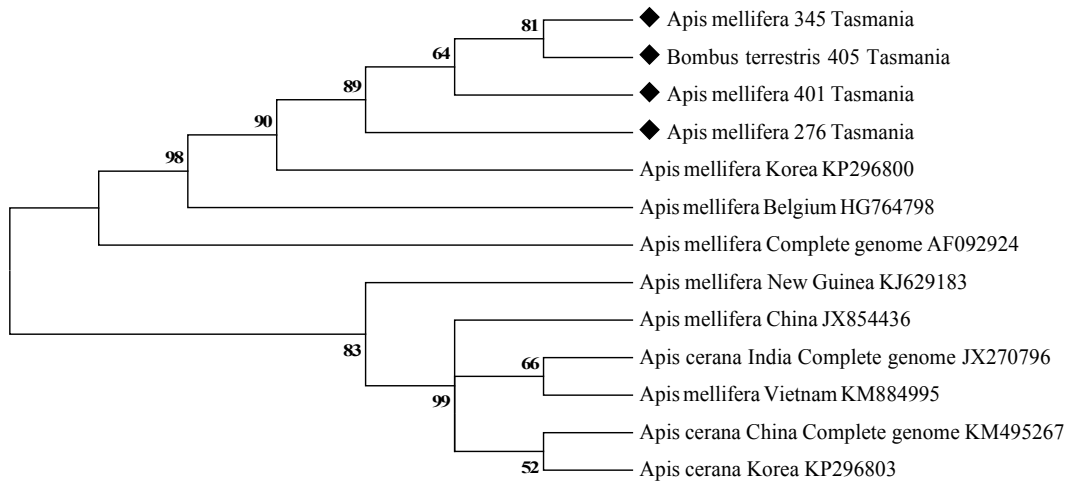 81
Apis mellifera 345 Tasmania
Bombus terrestris 405 Tasmania
64
Apis mellifera 401 Tasmania
89
Apis mellifera 276 Tasmania
90
Apis mellifera Korea KP296800
98
Apis mellifera Belgium HG764798
Apis mellifera Complete genome AF092924
Apis mellifera New Guinea KJ629183
83
Apis mellifera China JX854436
Apis cerana India Complete genome JX270796
66
Apis mellifera Vietnam KM884995
99
Apis cerana China Complete genome KM495267
52
Apis cerana Korea KP296803